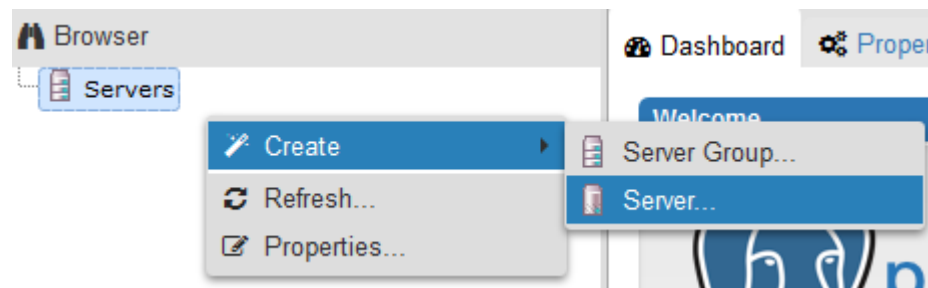 Browser
Dashboard
Servers
Create
Server Group...
Refresh...
Server...
Properties...